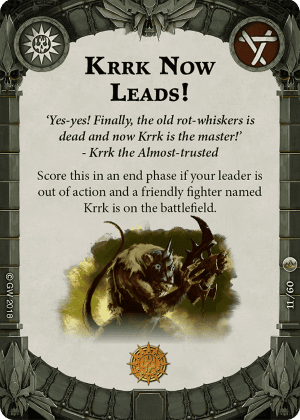 KRRK NOW
LEADS!
‘Yes-yes! Finally, the old rot-whiskers is
dead and now Krrk is the master!’
- Krrk the Almost-trusted
Score this in an end phase if your leader is
out of action and a friendly fighter named
Krrk is on the battlefield.
© GW 2018
11/60